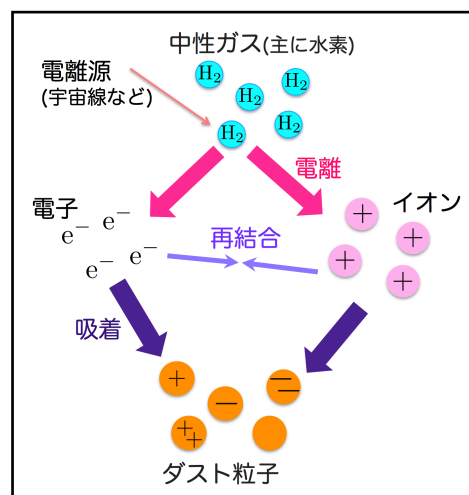 中性ガス(主に水素)
電離源
(宇宙線など)
H₂
H₂
H₂
H₂
H₂
電離
電子
イオン
e⁻
e⁻
e⁻
e⁻
+
+
+
+
再結合
吸着
+
−
− −
+ +
ダスト粒子